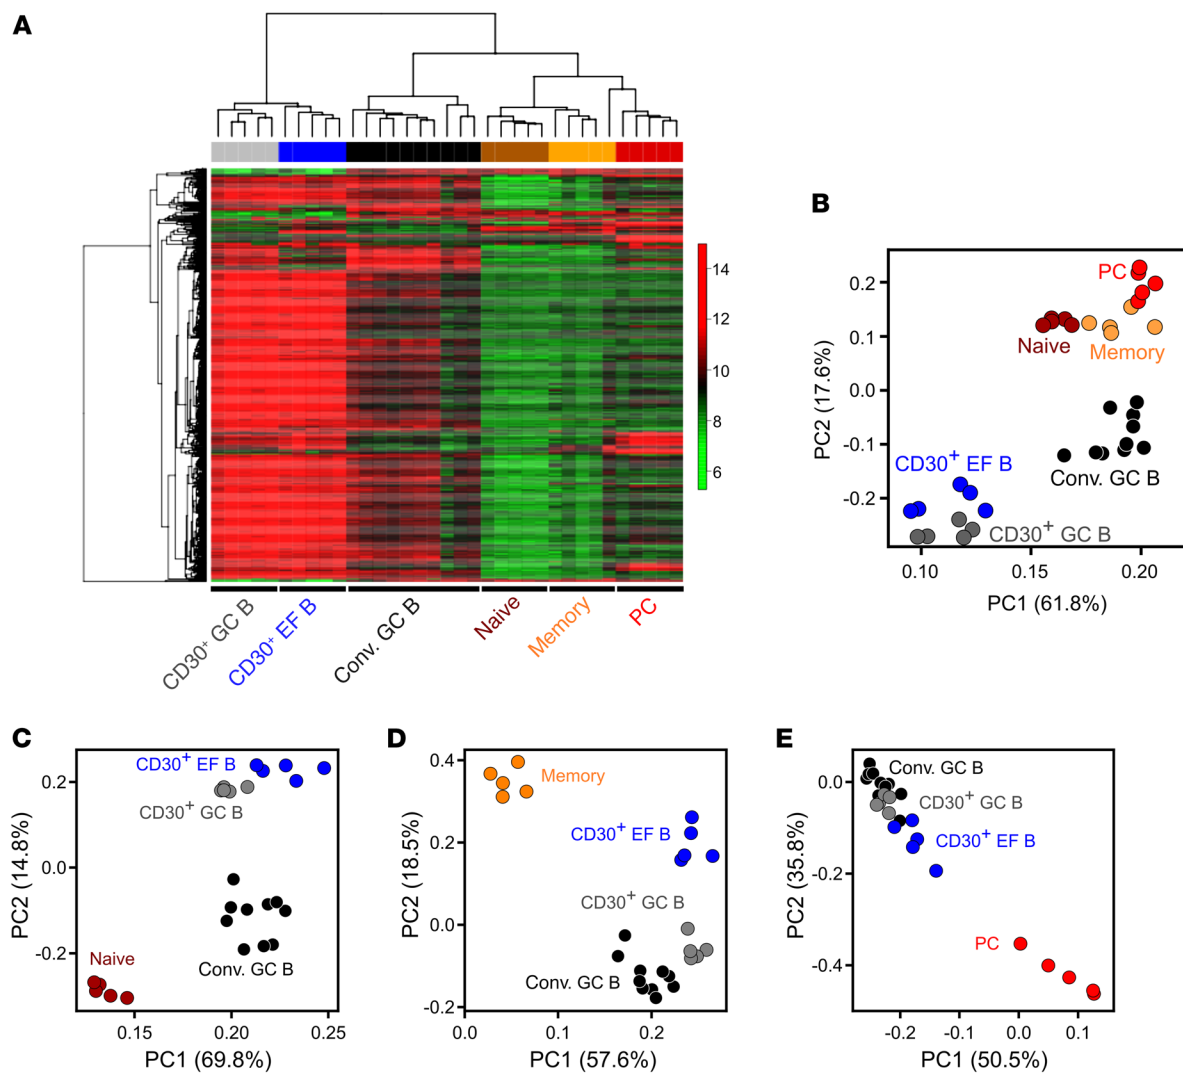 A
14
12
10
8
6
CD30+ GC B
CD30+ EF B
Conv. GC B
Naive
Memory
PC
B
PC2 (17.6%)
0.2
0.1
0.0
-0.1
-0.2
PC
Naive
Memory
CD30+ EF B
Conv. GC B
CD30+ GC B
0.10
0.15
0.20
PC1 (61.8%)
C
PC2 (14.8%)
0.2
0.0
-0.2
CD30+ EF B
CD30+ GC B
Naive
Conv. GC B
0.15
0.20
0.25
PC1 (69.8%)
D
PC2 (18.5%)
0.4
0.2
0.0
-0.2
Memory
CD30+ EF B
CD30+ GC B
Conv. GC B
0.0
0.1
0.2
PC1 (57.6%)
E
PC2 (35.8%)
0.0
-0.2
-0.4
Conv. GC B
CD30+ GC B
CD30+ EF B
PC
-0.2
-0.1
0.0
0.1
PC1 (50.5%)